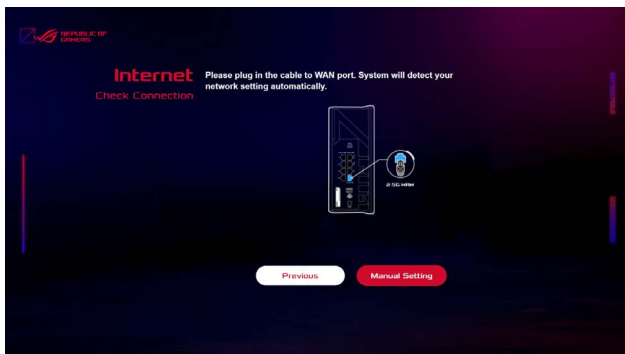 REPUBLIC OF
GAMERS
Internet
Check Connection
Please plug in the cable to WAN port. System will detect your
network setting automatically.
2.5G WAN
Previous
Manual Setting